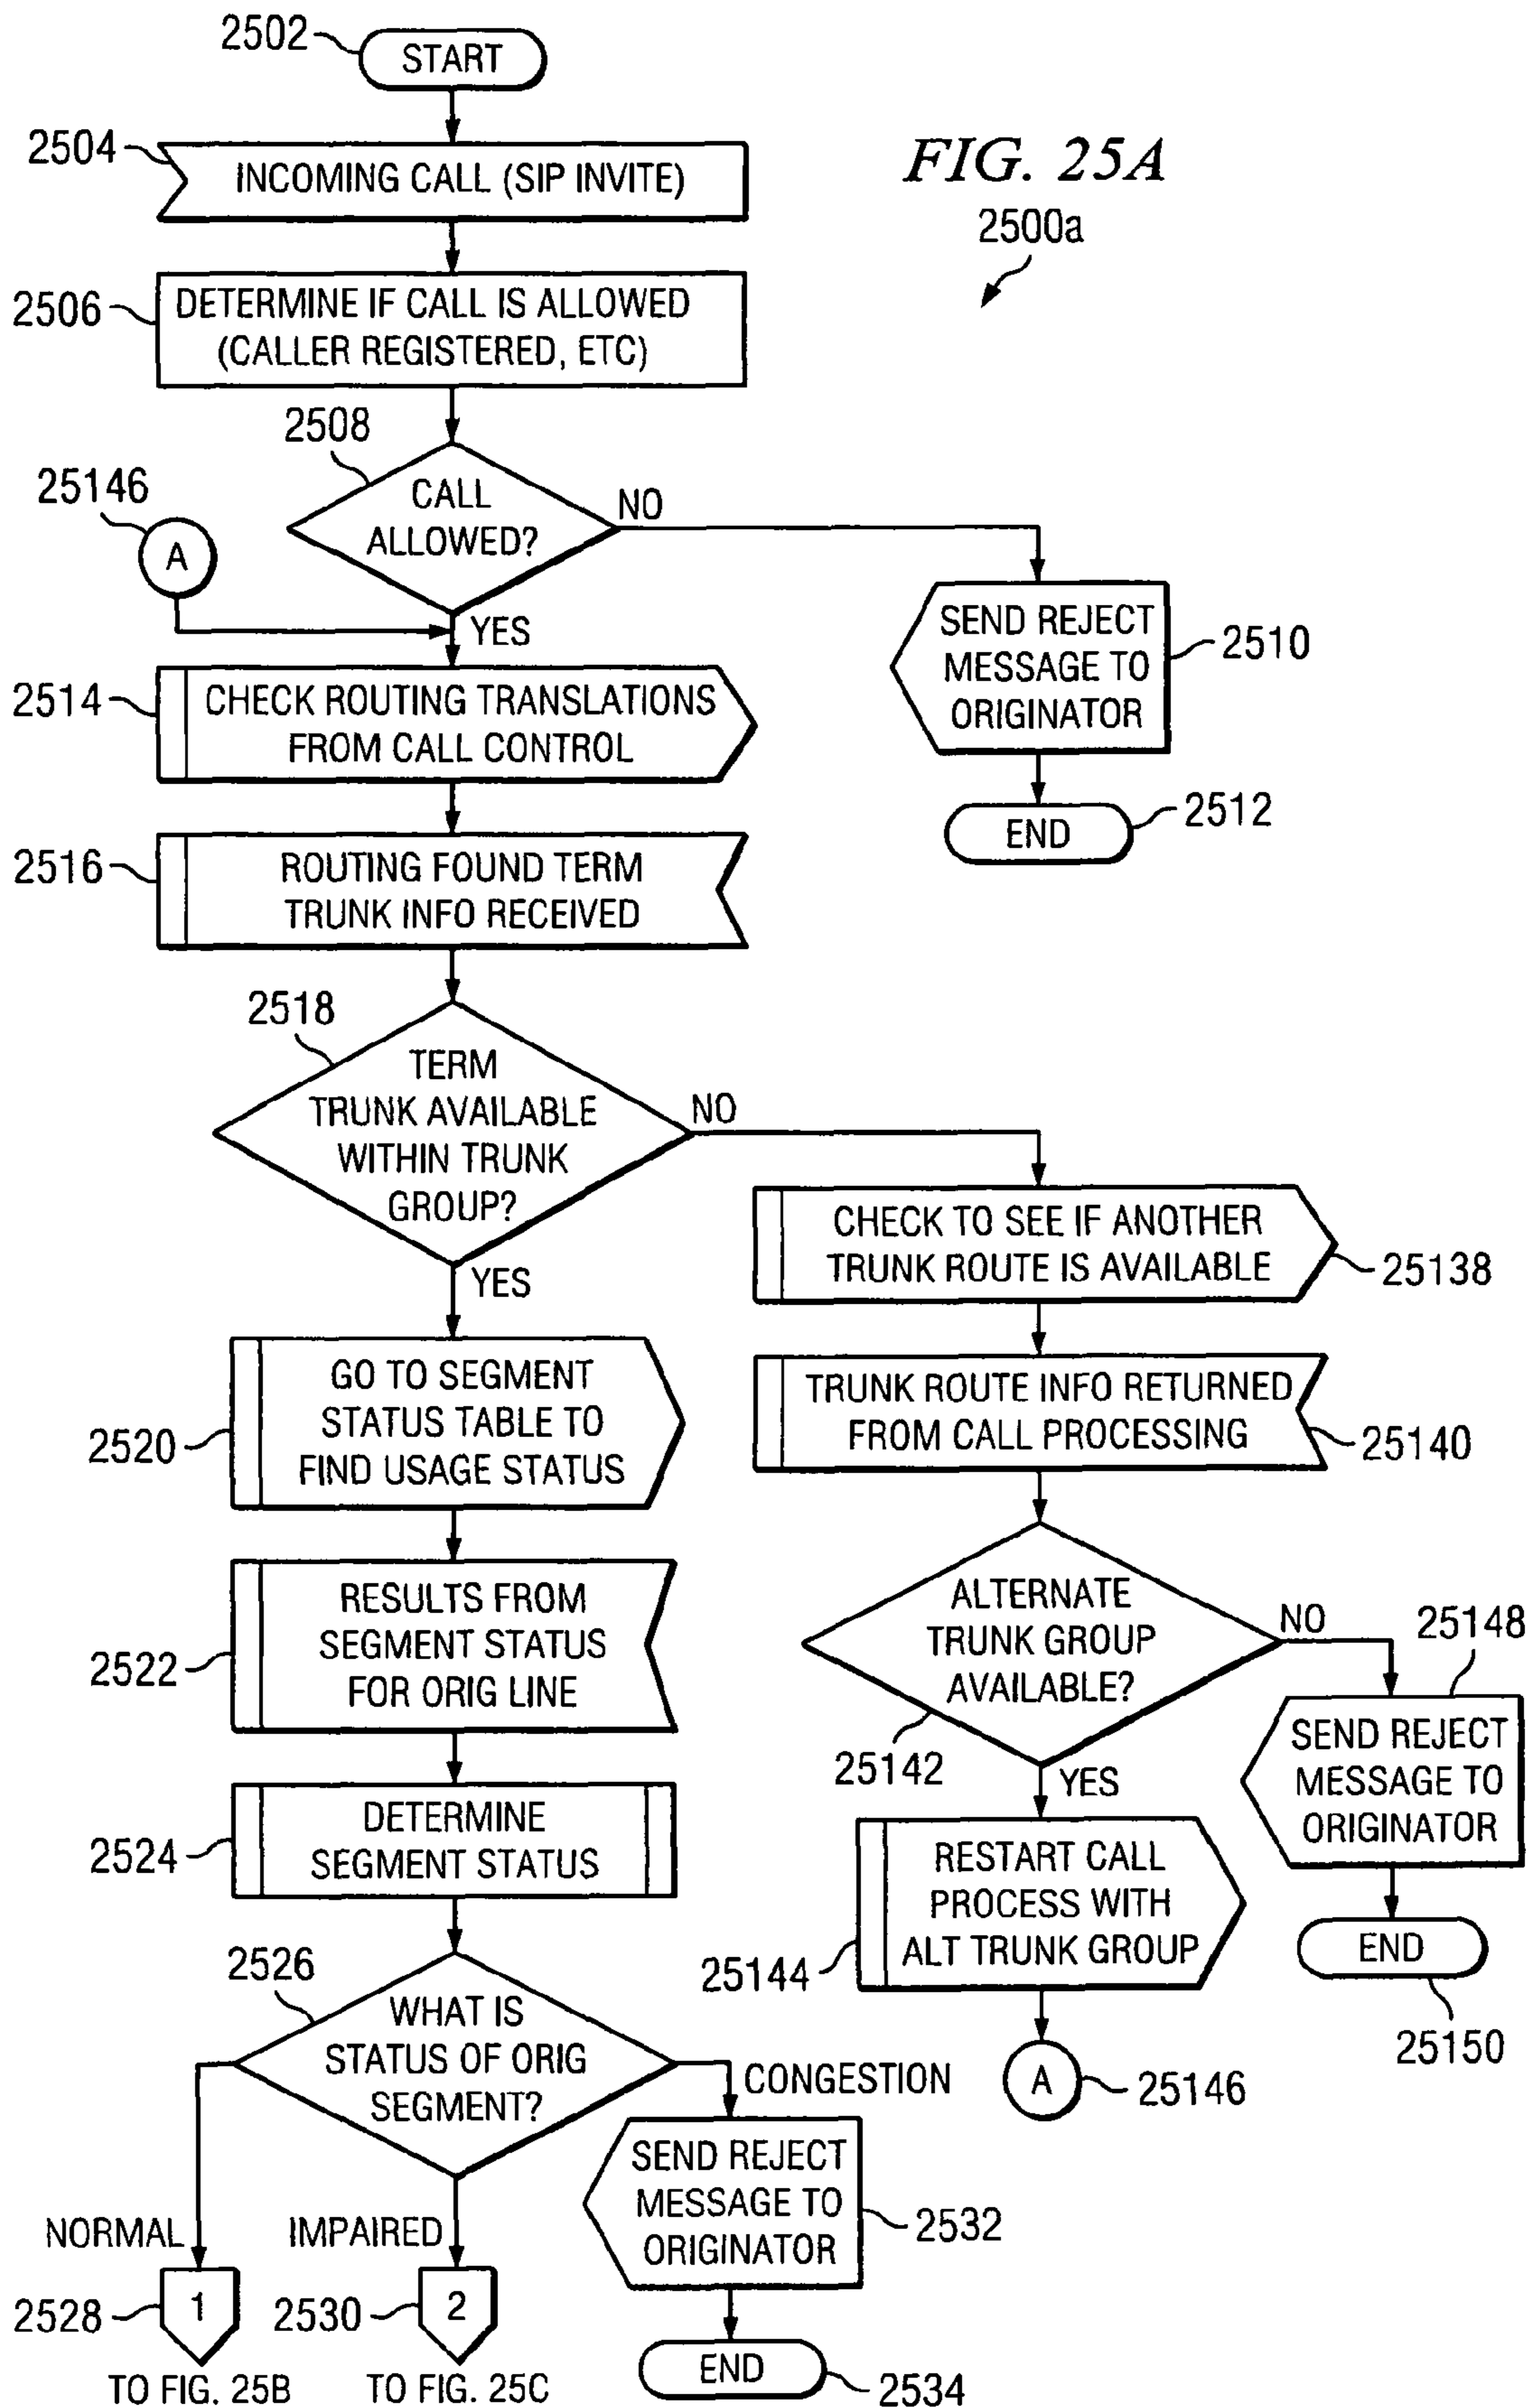 2502
START
FIG. 25A
2500a
2504
INCOMING CALL (SIP INVITE)
2506
DETERMINE IF CALL IS ALLOWED
(CALLER REGISTERED, ETC)
2508
CALL
ALLOWED?
NO
YES
25146
A
SEND REJECT
MESSAGE TO
ORIGINATOR
2510
END
2512
2514
CHECK ROUTING TRANSLATIONS
FROM CALL CONTROL
2516
ROUTING FOUND TERM
TRUNK INFO RECEIVED
2518
TERM
TRUNK AVAILABLE
WITHIN TRUNK
GROUP?
NO
YES
CHECK TO SEE IF ANOTHER
TRUNK ROUTE IS AVAILABLE
25138
TRUNK ROUTE INFO RETURNED
FROM CALL PROCESSING
25140
2520
GO TO SEGMENT
STATUS TABLE TO
FIND USAGE STATUS
2522
RESULTS FROM
SEGMENT STATUS
FOR ORIG LINE
2524
DETERMINE
SEGMENT STATUS
ALTERNATE
TRUNK GROUP
AVAILABLE?
25142
NO
YES
25148
SEND REJECT
MESSAGE TO
ORIGINATOR
END
25150
25144
RESTART CALL
PROCESS WITH
ALT TRUNK GROUP
A
25146
2526
WHAT IS
STATUS OF ORIG
SEGMENT?
CONGESTION
SEND REJECT
MESSAGE TO
ORIGINATOR
2532
END
2534
NORMAL
2528
1
TO FIG. 25B
IMPAIRED
2530
2
TO FIG. 25C